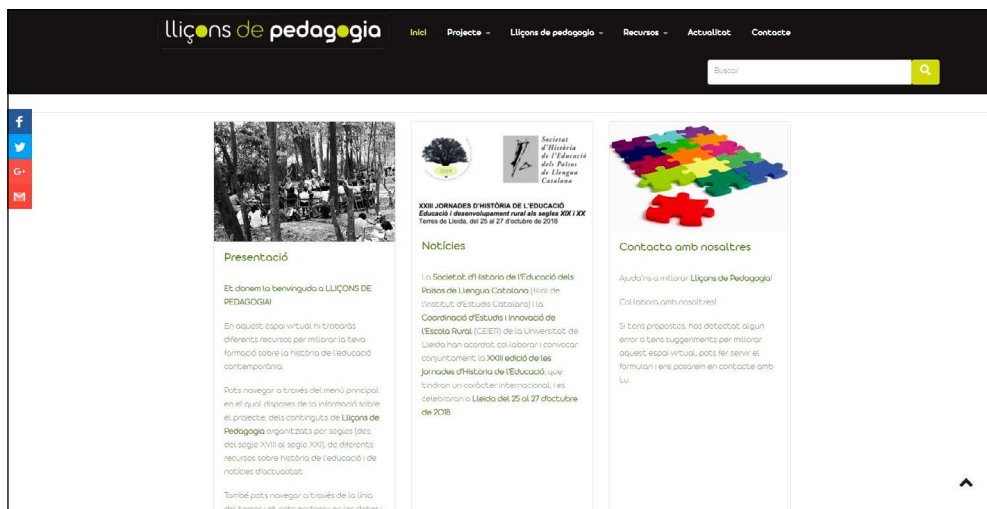 lliçons de pedagogia
Inici Projecte Lliçons de pedagogia Recursos Actualitat Contacte
Buscar
f
G+
M
Presentació
Et donem la benvinguda a LLIÇONS DE
PEDAGOGIA!
En aquest espai virtual hi trobaràs
diferents recursos per millorar la teva
formació sobre la història de l'educació
contemporània.
Pots navegar a través del menú principal
en el qual disposes de la informació sobre
el projecte, dels continguts de Lliçons de
Pedagogia organitzats per segles (des
del segle XVIII al segle XXI), de diferents
recursos sobre història de l'educació i de
notícies d'actualitat.
També pots navegar a través de la línia
Societat
d'Història
de l'Educació
dels Països
de Llengua
Catalana
XXIII JORNADES D'HISTÒRIA DE L'EDUCACIÓ
Educació i desenvolupament rural als segles XIX i XX
Torres de Lleida, del 25 al 27 d'octubre de 2018
Notícies
La Societat d'Història de l'Educació dels
Països de Llengua Catalana (filial de
l'Institut d'Estudis Catalans) i la
Coordinació d'Estudis i Innovació de
l'Escola Rural (CEIER) de la Universitat de
Lleida han acordat col·laborar i convocar
conjuntament la XXIII edició de les
Jornades d'Història de l'Educació, que
tindran un caràcter internacional, i es
celebraran a Lleida del 25 al 27 d'octubre
de 2018.
Contacta amb nosaltres
Ajuda'ns a millorar Lliçons de Pedagogia!
Col·labora amb nosaltres!
Si tens propostes, has detectat algun
error o tens suggeriments per millorar
aquest espai virtual, pots fer servir el
formulari i ens posarem en contacte amb
tu.